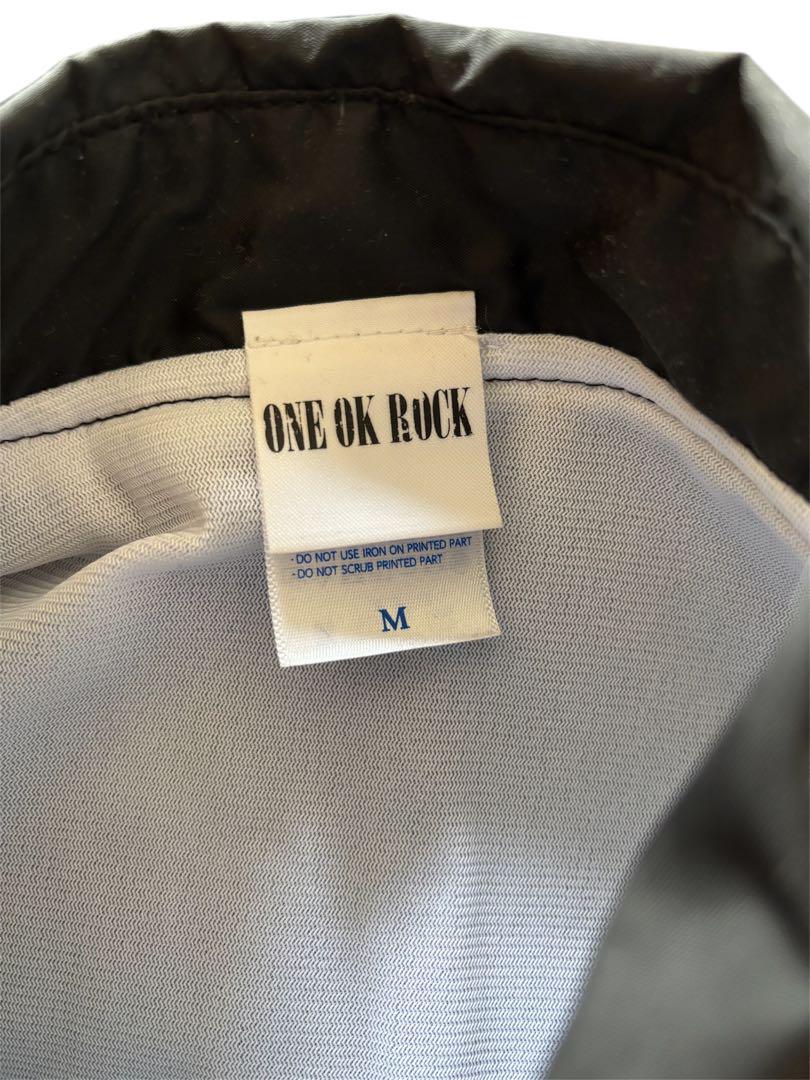 ONE OK ROCK
· DO NOT USE IRON ON PRINTED PART
· DO NOT SCRUB PRINTED PART
M